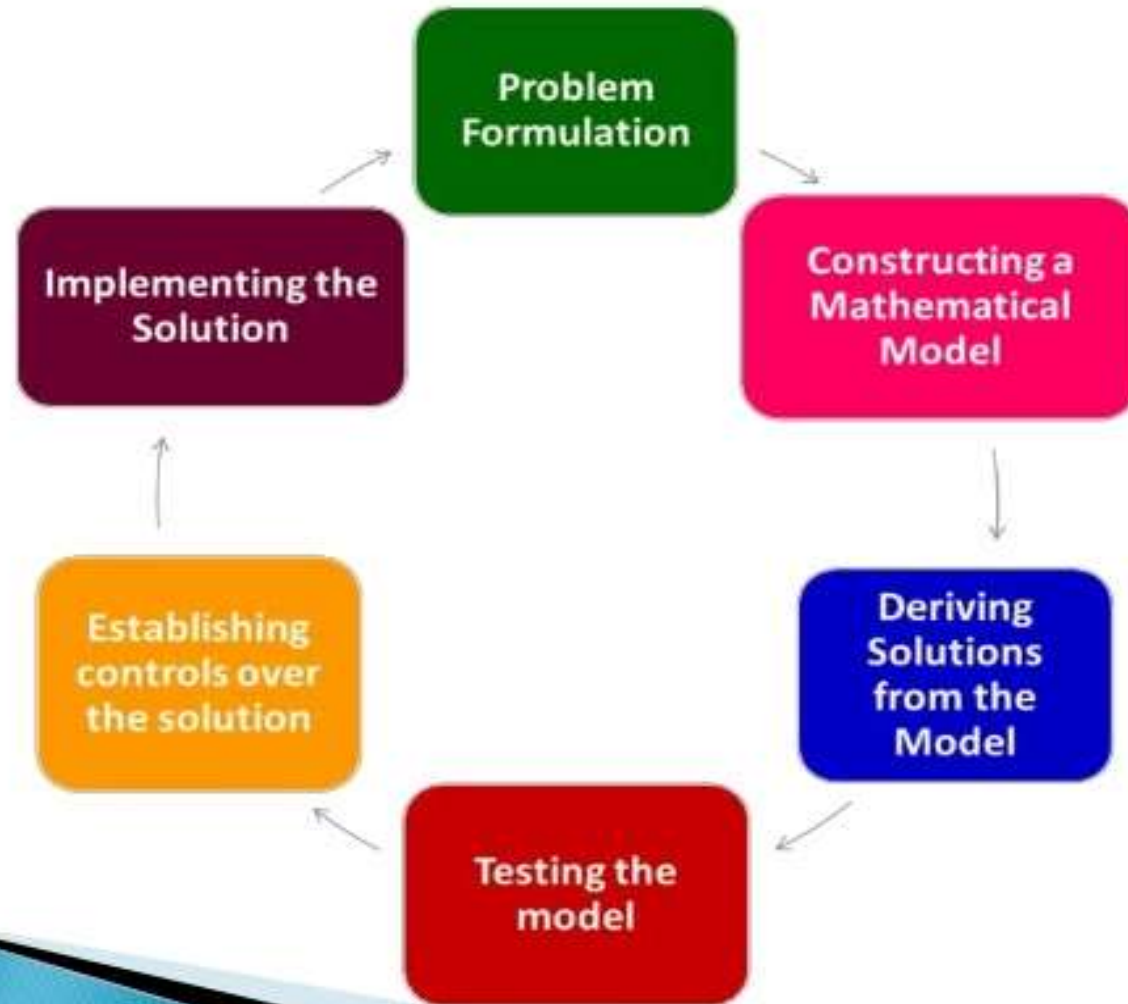 Problem
Formulation
Constructing a
Mathematical
Model
Deriving
Solutions
from the
Model
Testing the
model
Establishing
controls over
the solution
Implementing the
Solution